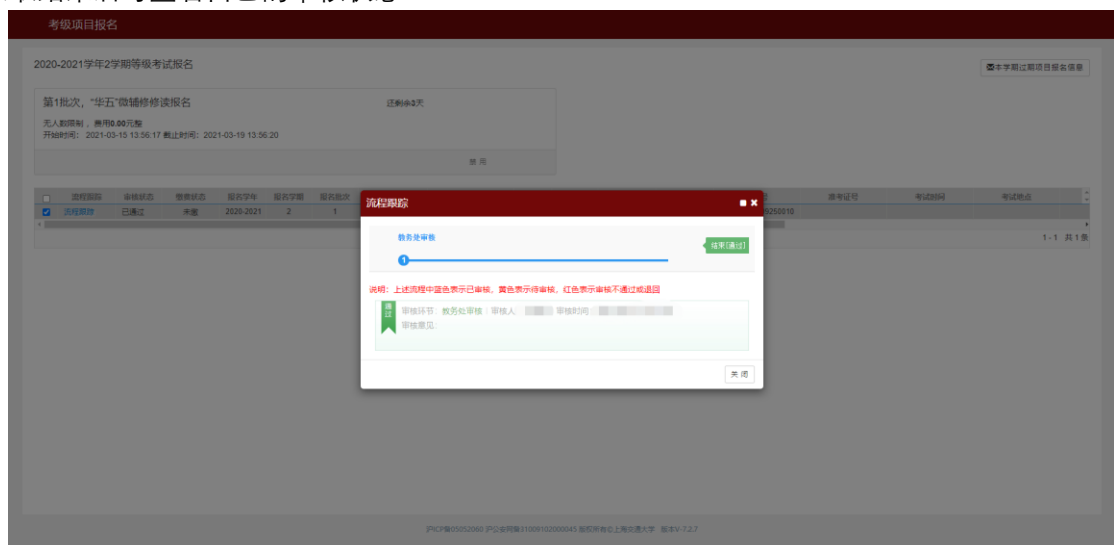 考级项目报名
2020-2021学年2学期等级考试报名
本学期过期项目报名信息
第1批次，“华五”微辅修修读报名
还剩余2天
无人数限制，费用0.00元整
开始时间： 2021-03-15 13:56:17 截止时间：2021-03-19 13:56:20
禁 用
流程跟踪 审核状态 缴费状态 报名学年 报名学期 报名批次 准考证号 考试时间 考试地点
流程跟踪 已通过 2020-2021 2 1 9260010
1 - 1 共 1 条
流程跟踪
教务处审核
结束[通过]
1
说明：上述流程中蓝色表示已审核，黄色表示待审核，红色表示审核不通过或退回
通过
审核环节：教务处审核 审核人： 审核时间：
审核意见：
关 闭
沪ICP备05052060 沪公安网备31009102000045 版权所有© 上海交通大学 版本V-7.2.7